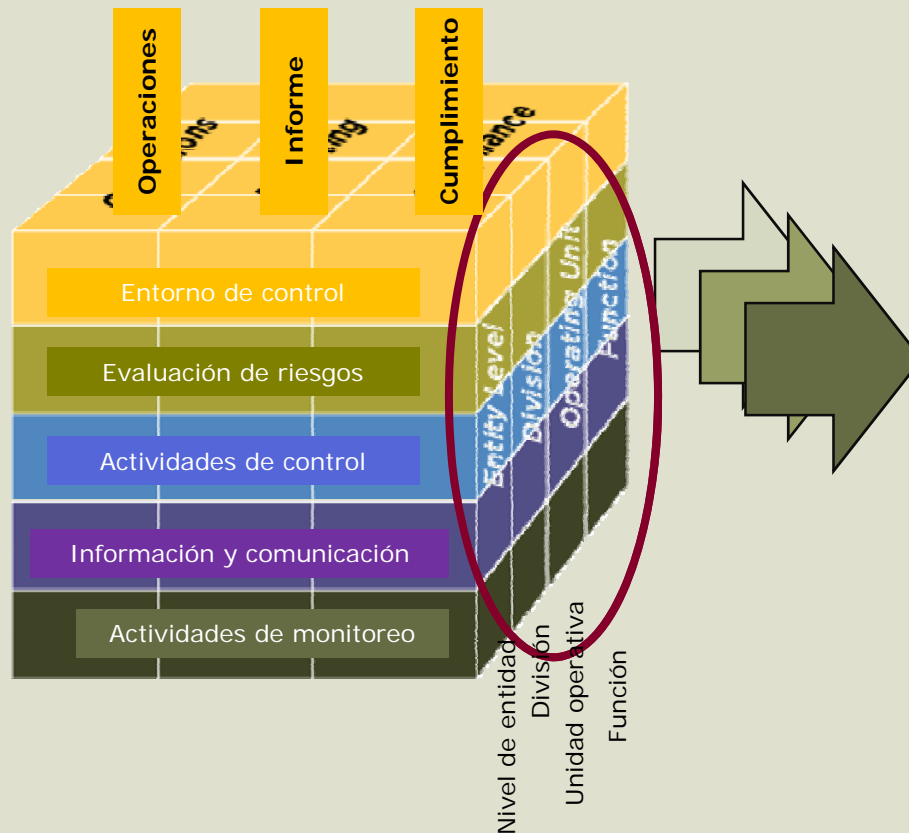 Operaciones
Informe
Cumplimiento
Entorno de control
Evaluación de riesgos
Actividades de control
Información y comunicación
Actividades de monitoreo
Entity Level
Division
Operating Unit
Function
Nivel de entidad
División
Unidad operativa
Función